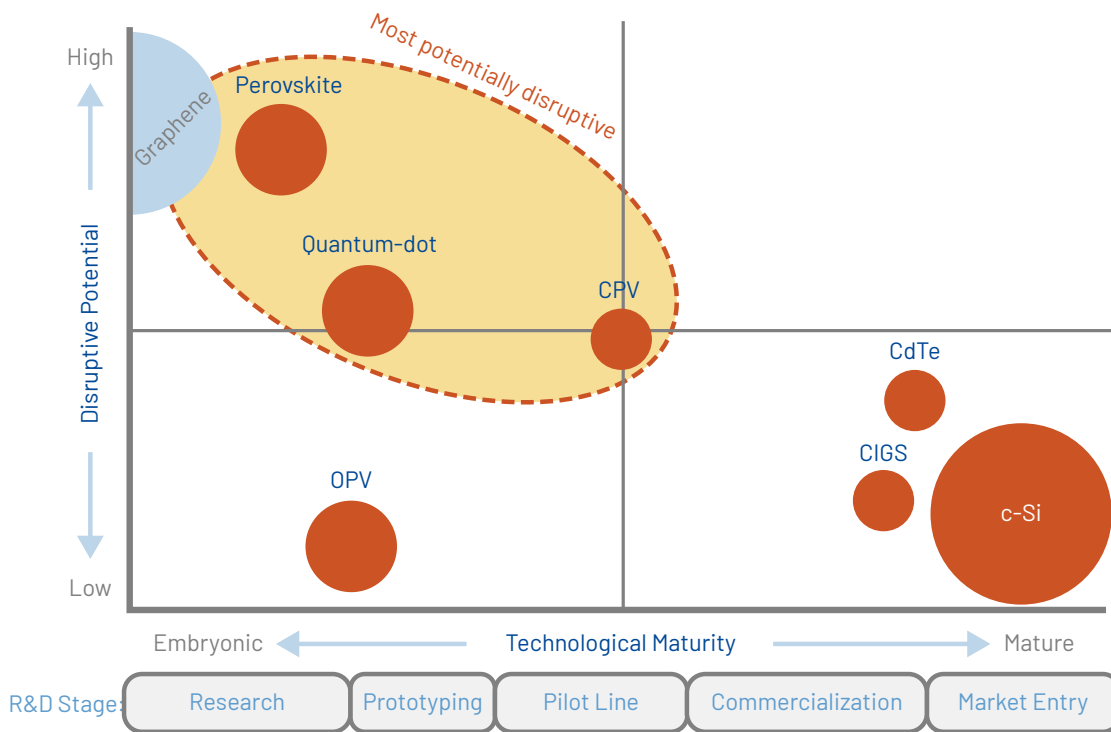 Most potentially disruptive
High
Graphene
Perovskite
Quantum-dot
CPV
Disruptive Potential
CdTe
CIGS
OPV
c-Si
Low
Embryonic
Technological Maturity
Mature
R&D Stage:
Research
Prototyping
Pilot Line
Commercialization
Market Entry